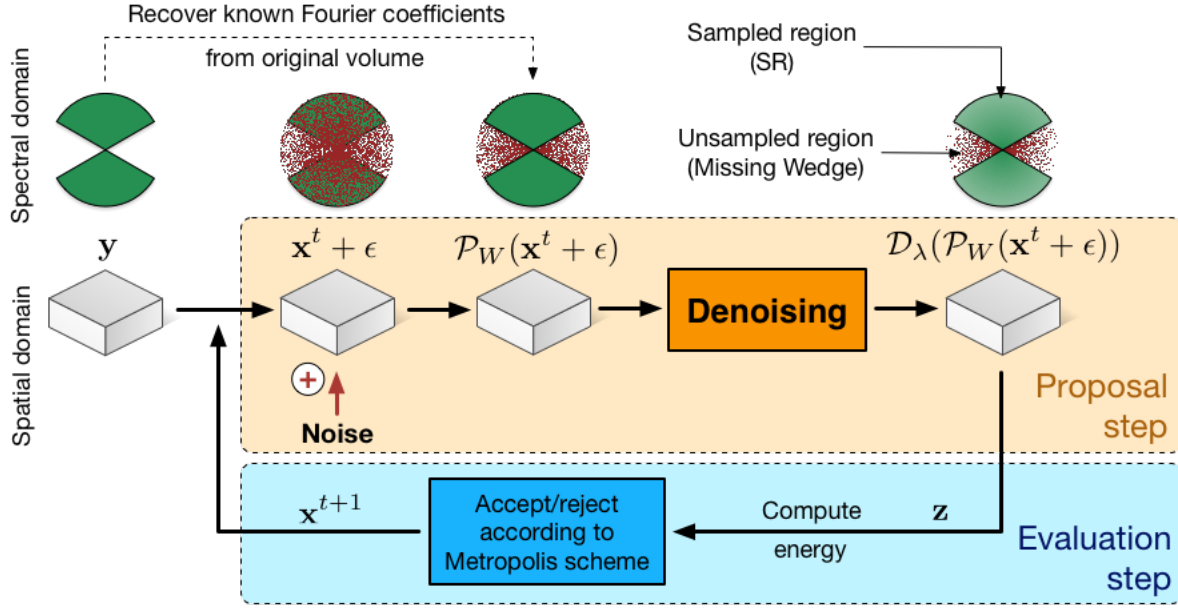 Recover known Fourier coefficients
from original volume
Sampled region
(SR)
Unsampled region
(Missing Wedge)
Spectral domain
Spatial domain
y
x^t + ϵ
P_W(x^t + ϵ)
D_λ(P_W(x^t + ϵ))
Denoising
+
Noise
Proposal
step
x^{t+1}
Accept/reject
according to
Metropolis scheme
Compute
energy
z
Evaluation
step